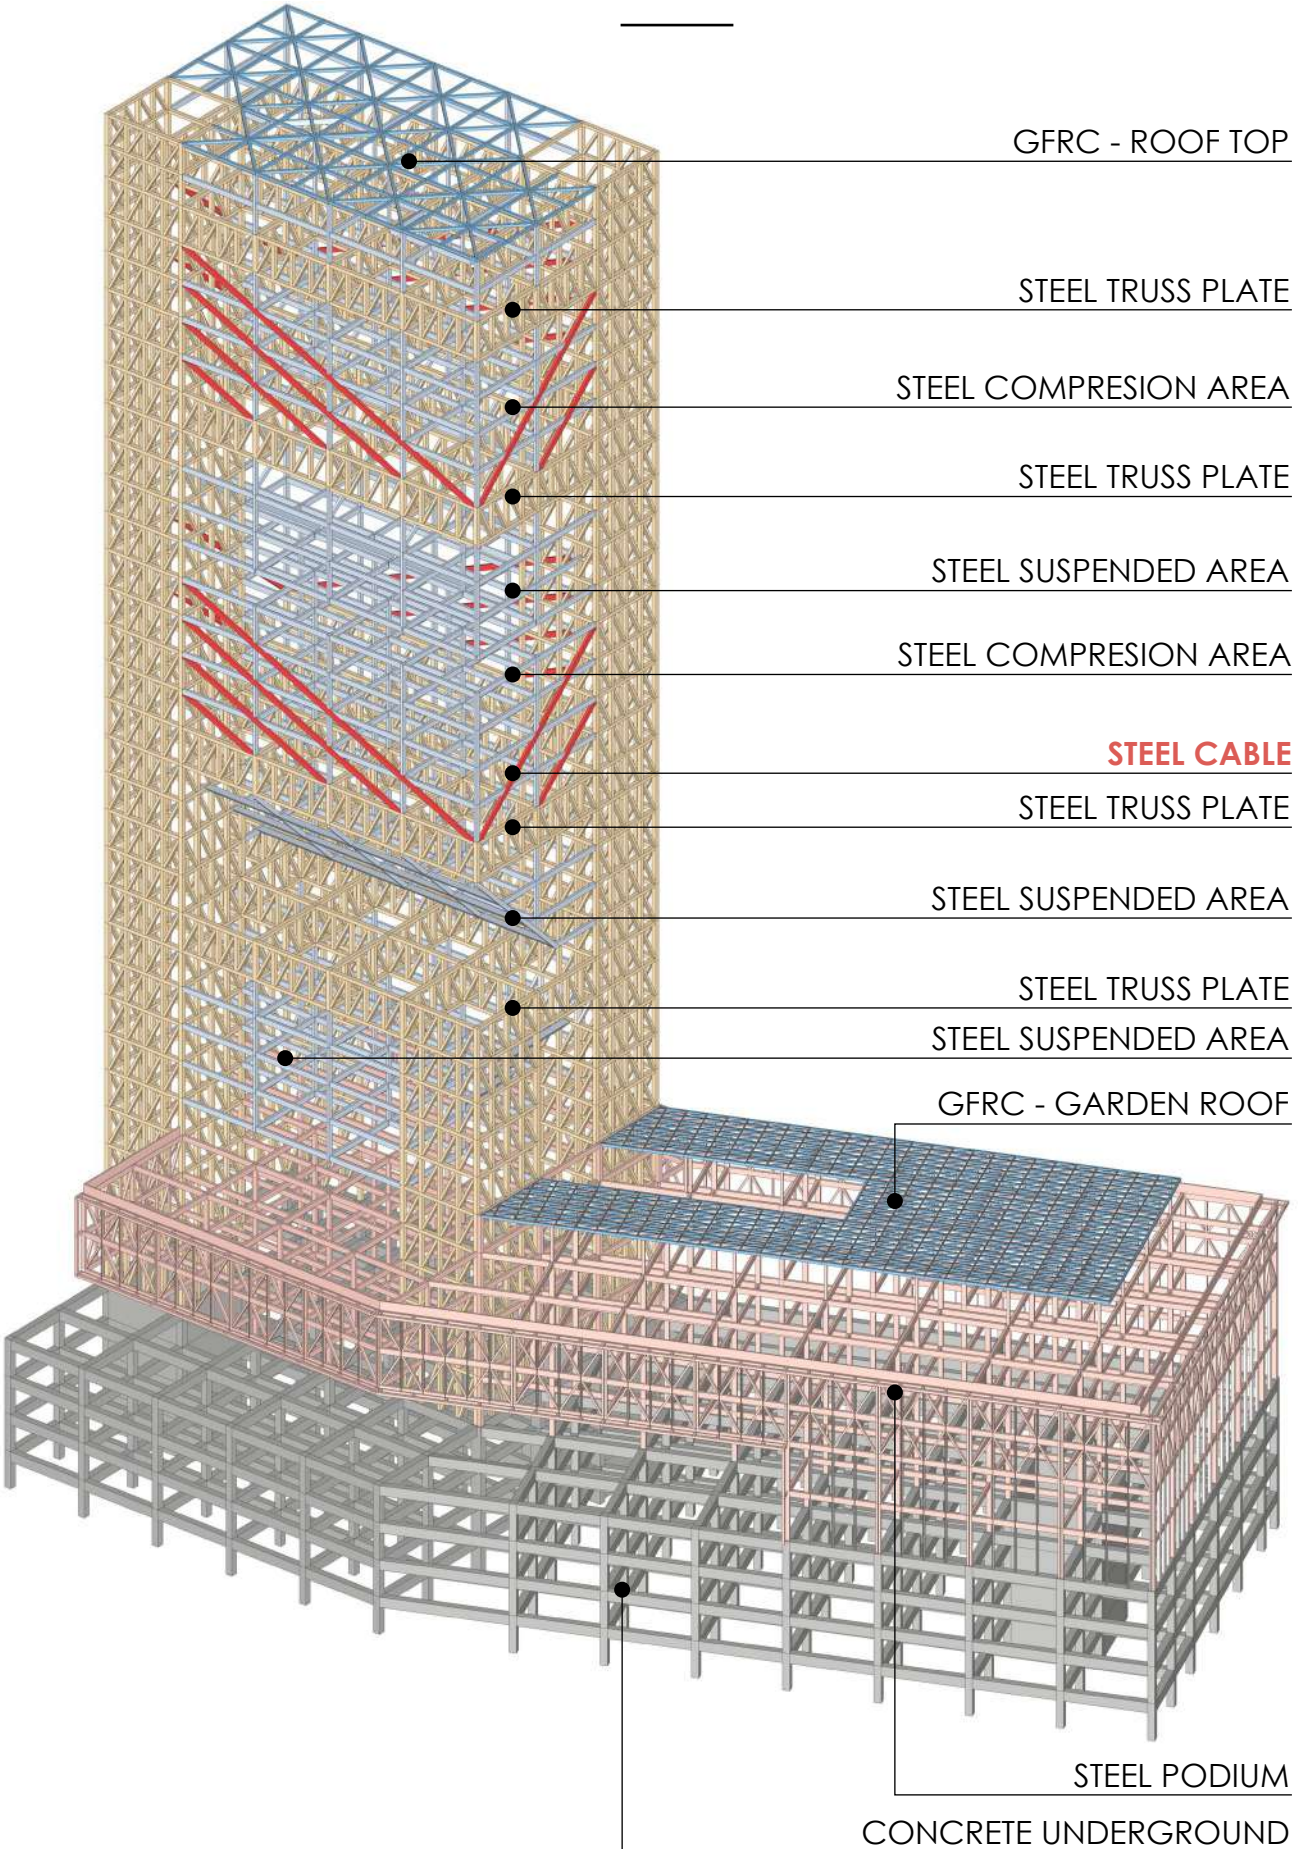 GFRC - ROOF TOP
STEEL TRUSS PLATE
STEEL COMPRESION AREA
STEEL TRUSS PLATE
STEEL SUSPENDED AREA
STEEL COMPRESION AREA
STEEL CABLE
STEEL TRUSS PLATE
STEEL SUSPENDED AREA
STEEL TRUSS PLATE
STEEL SUSPENDED AREA
GFRC - GARDEN ROOF
STEEL PODIUM
CONCRETE UNDERGROUND